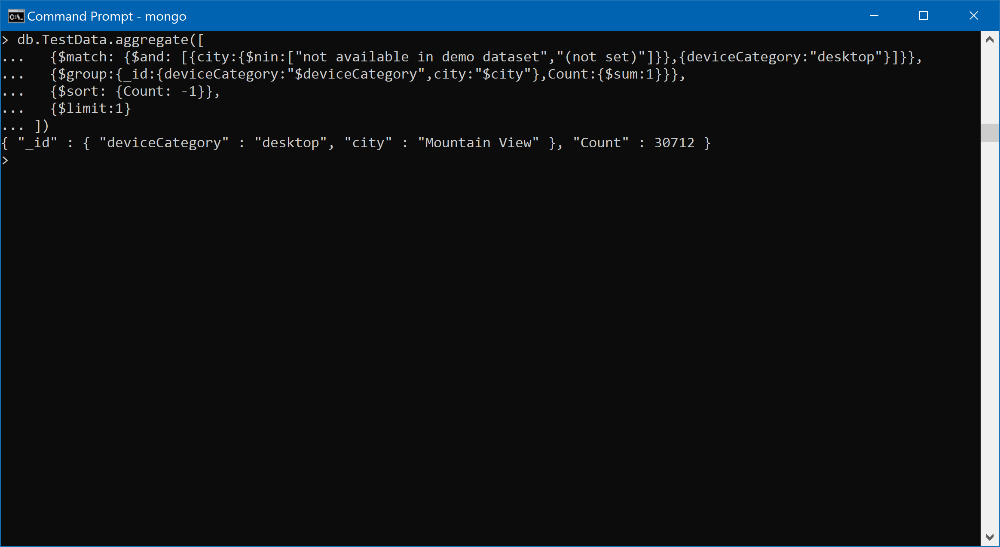 Command Prompt - mongo
> db.TestData.aggregate([
...   {$match: {$and: [{city:{$nin:["not available in demo dataset","(not set)"]}},{deviceCategory:"desktop"}]}},
...   {$group:{_id:{deviceCategory:"$deviceCategory",city:"$city"},Count:{$sum:1}}},
...   {$sort: {Count: -1}},
...   {$limit:1}
... ])
{ "_id" : { "deviceCategory" : "desktop", "city" : "Mountain View" }, "Count" : 30712 }
>